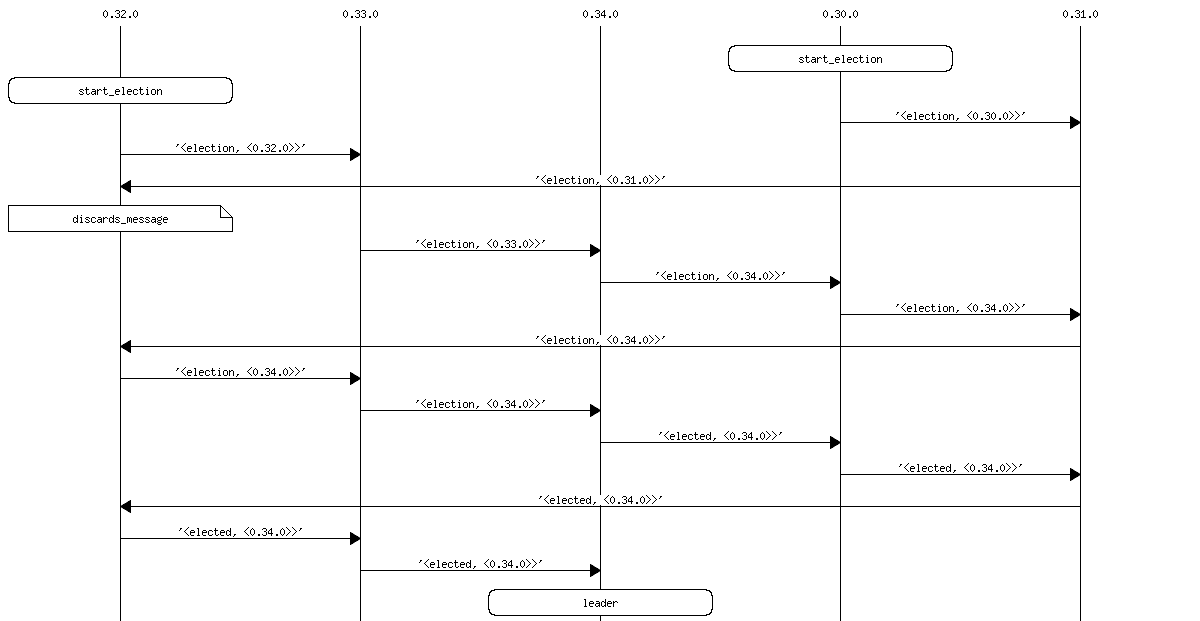 0.32.0 0.33.0 0.34.0 0.30.0 0.31.0
start_election
start_election
'<election, <0.30.0>>'
'<election, <0.32.0>>'
'<election, <0.31.0>>'
discards_message
'<election, <0.33.0>>'
'<election, <0.34.0>>'
'<election, <0.34.0>>'
'<election, <0.34.0>>'
'<election, <0.34.0>>'
'<election, <0.34.0>>'
'<elected, <0.34.0>>'
'<elected, <0.34.0>>'
'<elected, <0.34.0>>'
'<elected, <0.34.0>>'
'<elected, <0.34.0>>'
leader